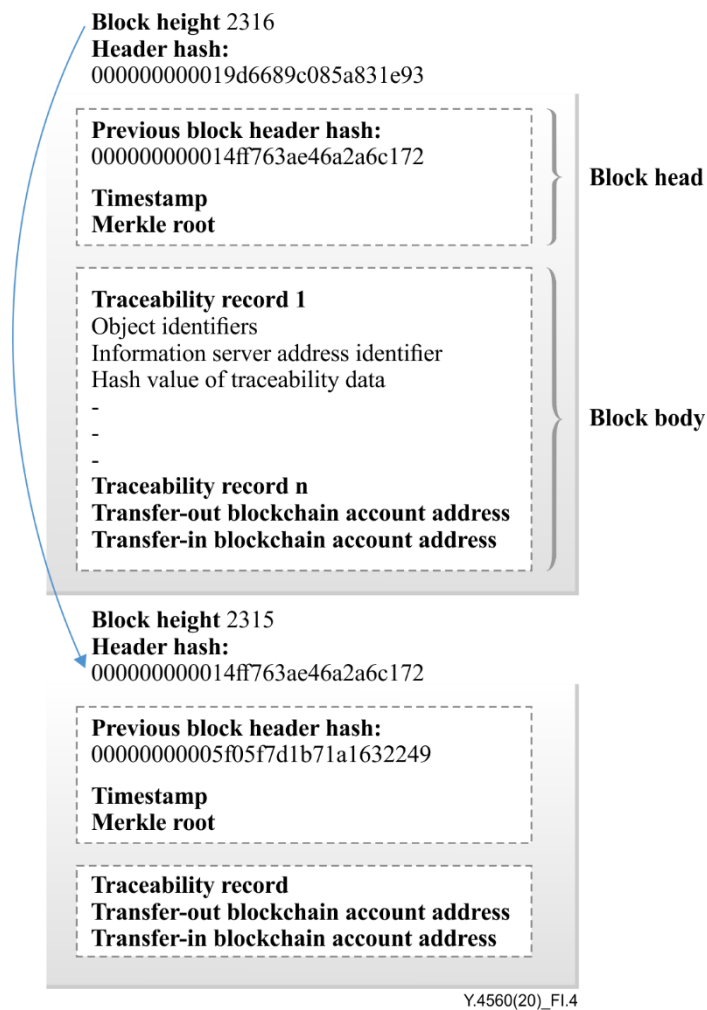 Block height 2316
Header hash:
000000000019d6689c085a831e93
Previous block header hash:
000000000014ff763ae46a2a6c172
Timestamp
Merkle root
Block head
Traceability record 1
Object identifiers
Information server address identifier
Hash value of traceability data
-
-
-
Traceability record n
Transfer-out blockchain account address
Transfer-in blockchain account address
Block body
Block height 2315
Header hash:
000000000014ff763ae46a2a6c172
Previous block header hash:
00000000005f05f7d1b71a1632249
Timestamp
Merkle root
Traceability record
Transfer-out blockchain account address
Transfer-in blockchain account address
Y.4560(20)_FI.4